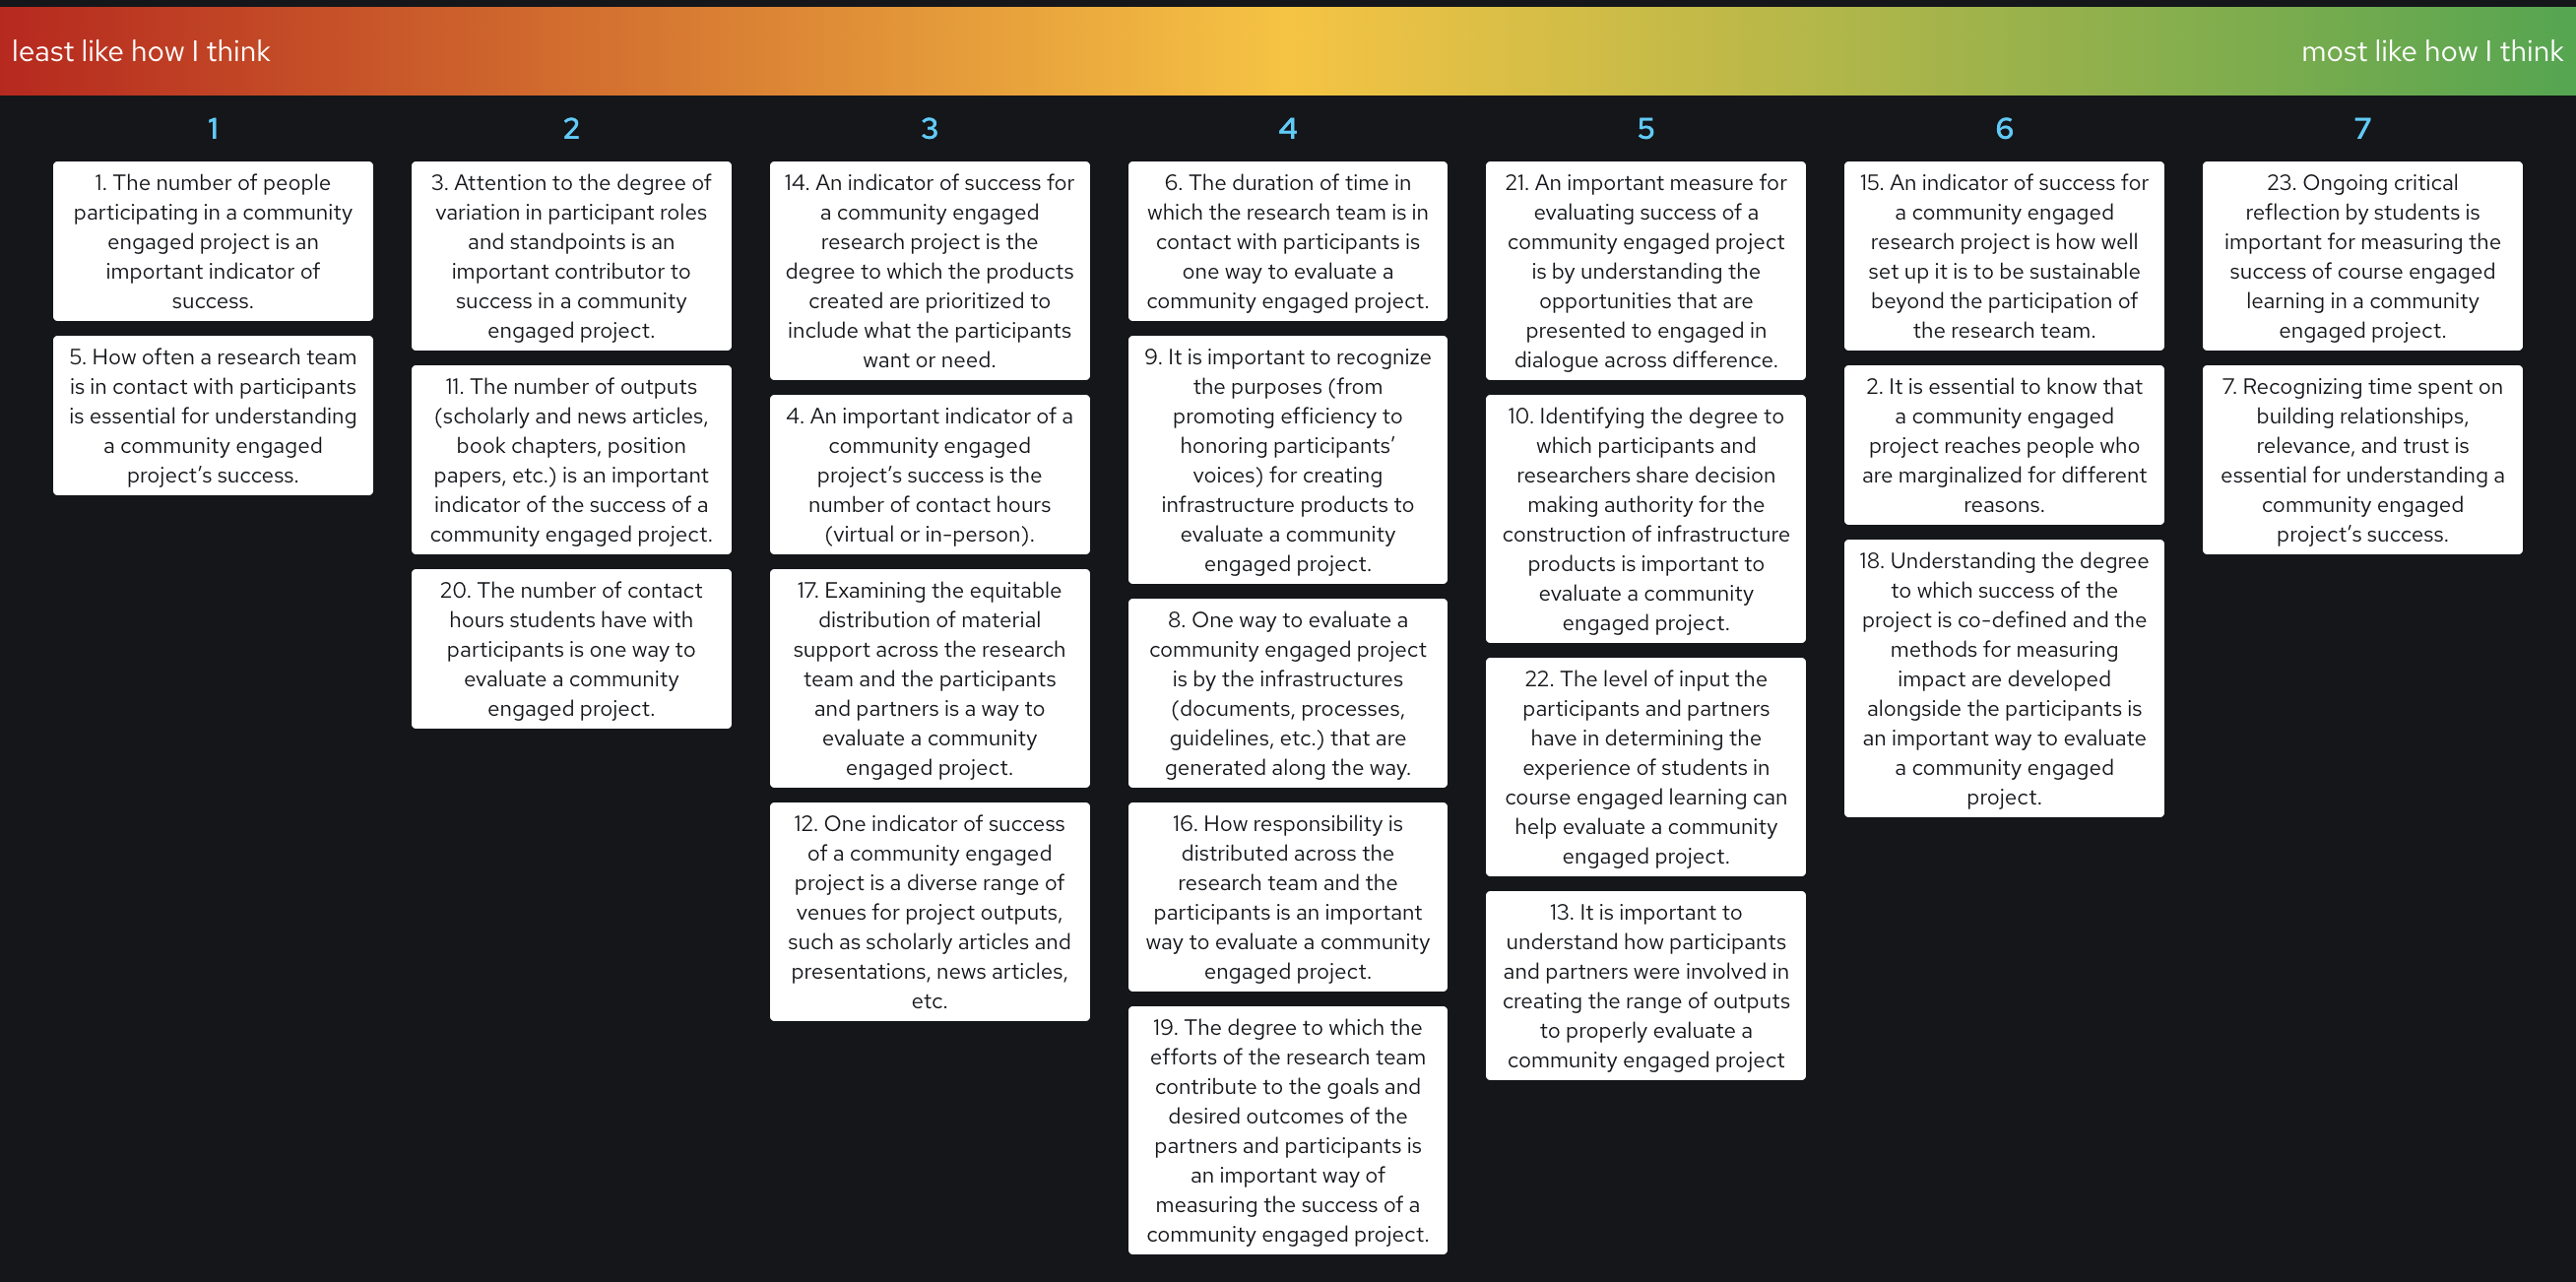 least like how I think
most like how I think
1
2
3
4
5
6
7
1. The number of people
participating in a community
engaged project is an
important indicator of
success.
5. How often a research team
is in contact with participants
is essential for understanding
a community engaged
project’s success.
3. Attention to the degree of
variation in participant roles
and standpoints is an
important contributor to
success in a community
engaged project.
11. The number of outputs
(scholarly and news articles,
book chapters, position
papers, etc.) is an important
indicator of the success of a
community engaged project.
20. The number of contact
hours students have with
participants is one way to
evaluate a community
engaged project.
14. An indicator of success for
a community engaged
research project is the
degree to which the products
created are prioritized to
include what the participants
want or need.
4. An important indicator of a
community engaged
project’s success is the
number of contact hours
(virtual or in-person).
17. Examining the equitable
distribution of material
support across the research
team and the participants
and partners is a way to
evaluate a community
engaged project.
12. One indicator of success
of a community engaged
project is a diverse range of
venues for project outputs,
such as scholarly articles and
presentations, news articles,
etc.
6. The duration of time in
which the research team is in
contact with participants is
one way to evaluate a
community engaged project.
9. It is important to recognize
the purposes (from
promoting efficiency to
honoring participants’
voices) for creating
infrastructure products to
evaluate a community
engaged project.
8. One way to evaluate a
community engaged project
is by the infrastructures
(documents, processes,
guidelines, etc.) that are
generated along the way.
16. How responsibility is
distributed across the
research team and the
participants is an important
way to evaluate a community
engaged project.
19. The degree to which the
efforts of the research team
contribute to the goals and
desired outcomes of the
partners and participants is
an important way of
measuring the success of a
community engaged project.
21. An important measure for
evaluating success of a
community engaged project
is by understanding the
opportunities that are
presented to engaged in
dialogue across difference.
10. Identifying the degree to
which participants and
researchers share decision
making authority for the
construction of infrastructure
products is important to
evaluate a community
engaged project.
22. The level of input the
participants and partners
have in determining the
experience of students in
course engaged learning can
help evaluate a community
engaged project.
13. It is important to
understand how participants
and partners were involved in
creating the range of outputs
to properly evaluate a
community engaged project
15. An indicator of success for
a community engaged
research project is how well
set up it is to be sustainable
beyond the participation of
the research team.
2. It is essential to know that
a community engaged
project reaches people who
are marginalized for different
reasons.
18. Understanding the degree
to which success of the
project is co-defined and the
methods for measuring
impact are developed
alongside the participants is
an important way to evaluate
a community engaged
project.
23. Ongoing critical
reflection by students is
important for measuring the
success of course engaged
learning in a community
engaged project.
7. Recognizing time spent on
building relationships,
relevance, and trust is
essential for understanding a
community engaged
project’s success.